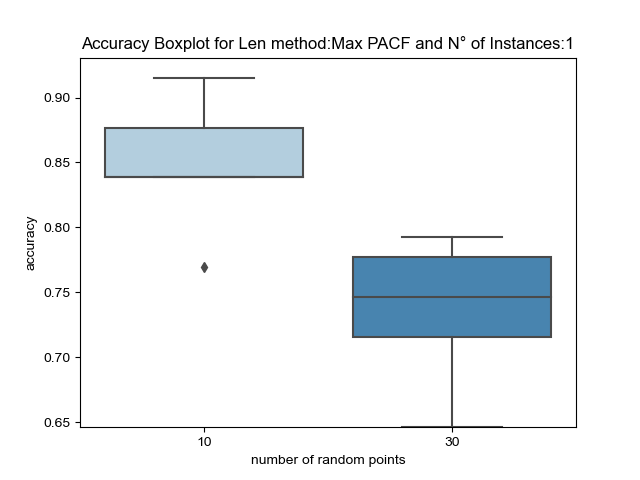 Accuracy Boxplot for Len method:Max PACF and N° of Instances:1
0.90
0.85
0.80
0.75
0.70
0.65
accuracy
10
30
number of random points